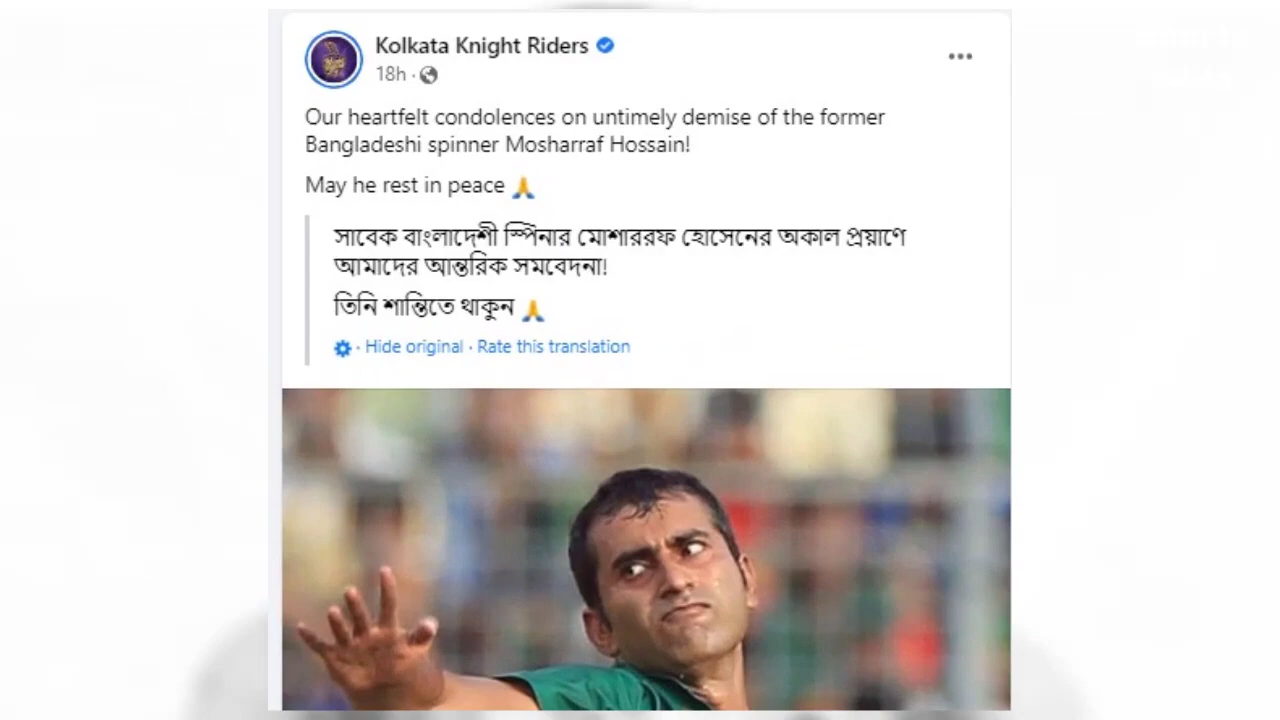 Kolkata Knight Riders
18h ·
Our heartfelt condolences on untimely demise of the former
Bangladeshi spinner Mosharraf Hossain!
May he rest in peace 🙏
সাবেক বাংলাদেশী স্পিনার মোশাররফ হোসেনের অকাল প্রয়াণে
আমাদের আন্তরিক সমবেদনা!
তিনি শান্তিতে থাকুন 🙏
· Hide original · Rate this translation